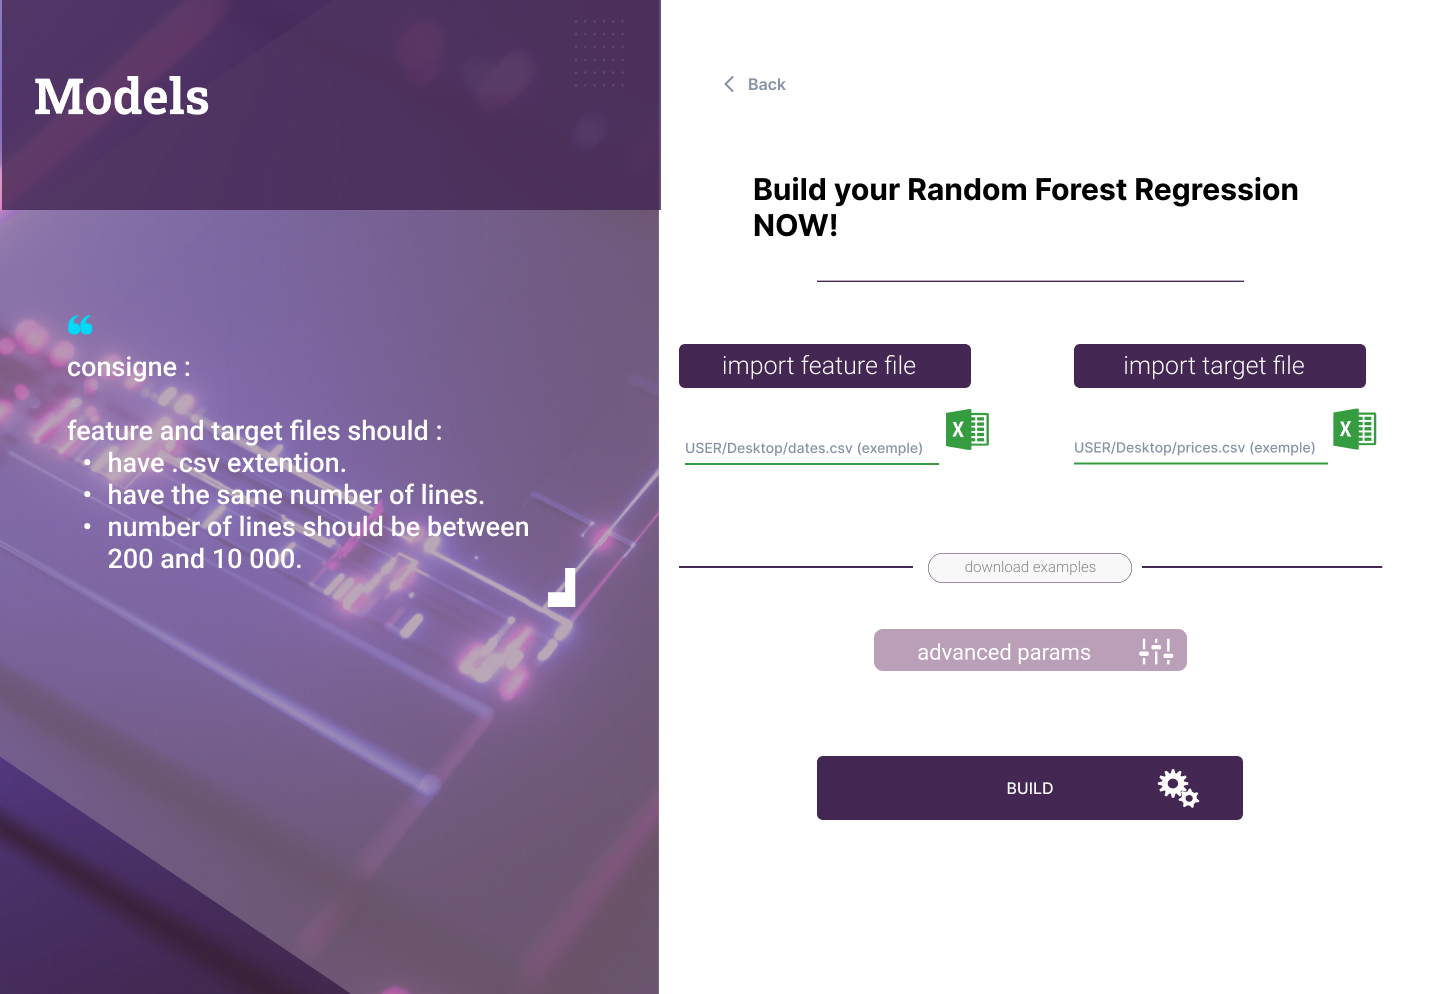 Models
“
consigne :
feature and target files should :
• have .csv extention.
• have the same number of lines.
• number of lines should be between
200 and 10 000.
Back
Build your Random Forest Regression
NOW!
import feature file
import target file
X
X
USER/Desktop/dates.csv (exemple)
USER/Desktop/prices.csv (exemple)
download examples
advanced params
BUILD